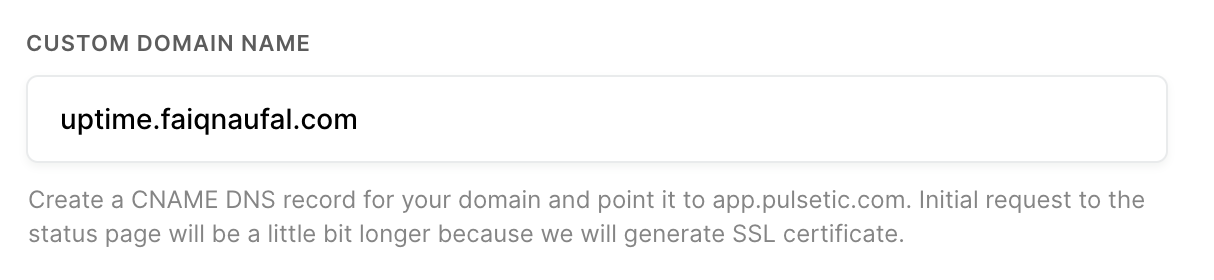 CUSTOM DOMAIN NAME
uptime.faiqnaufal.com
Create a CNAME DNS record for your domain and point it to app.pulsetic.com. Initial request to the
status page will be a little bit longer because we will generate SSL certificate.